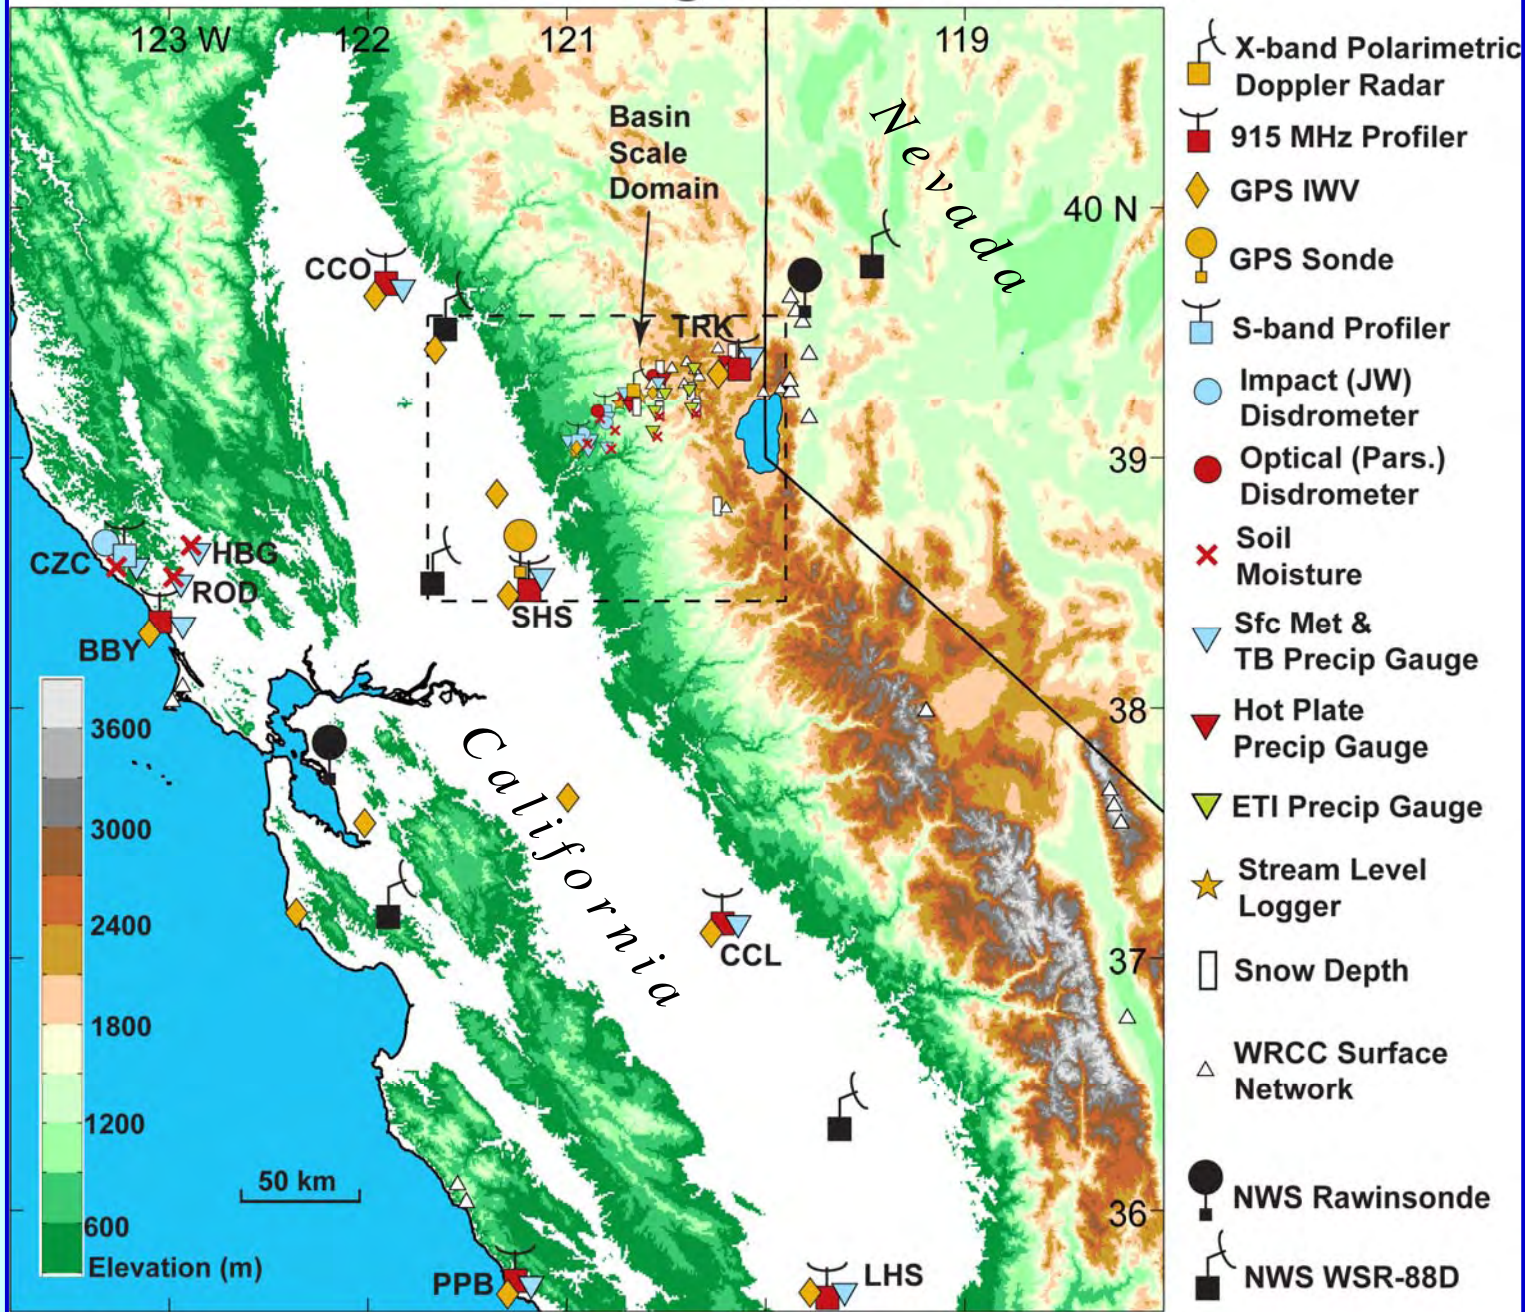 123 W
122
121
119
Basin
Scale
Domain
Nevada
40 N
CCO
TRK
39
CZC
HBG
ROD
SHS
BBY
38
California
CCL
37
50 km
36
PPB
LHS
3600
3000
2400
1800
1200
600
Elevation (m)
X-band Polarimetric
Doppler Radar
915 MHz Profiler
GPS IWV
GPS Sonde
S-band Profiler
Impact (JW)
Disdrometer
Optical (Pars.)
Disdrometer
Soil
Moisture
Sfc Met &
TB Precip Gauge
Hot Plate
Precip Gauge
ETI Precip Gauge
Stream Level
Logger
Snow Depth
WRCC Surface
Network
NWS Rawinsonde
NWS WSR-88D